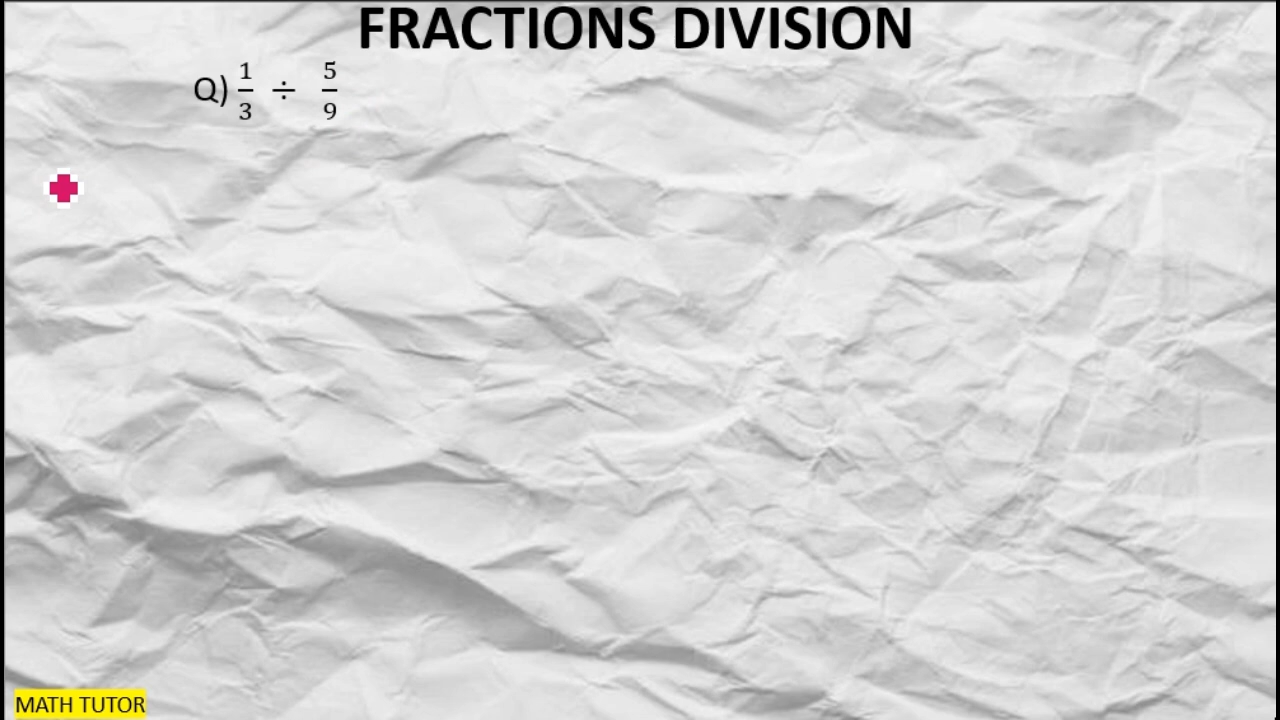 FRACTIONS DIVISION
Q) 1/3 ÷ 5/9
MATH TUTOR